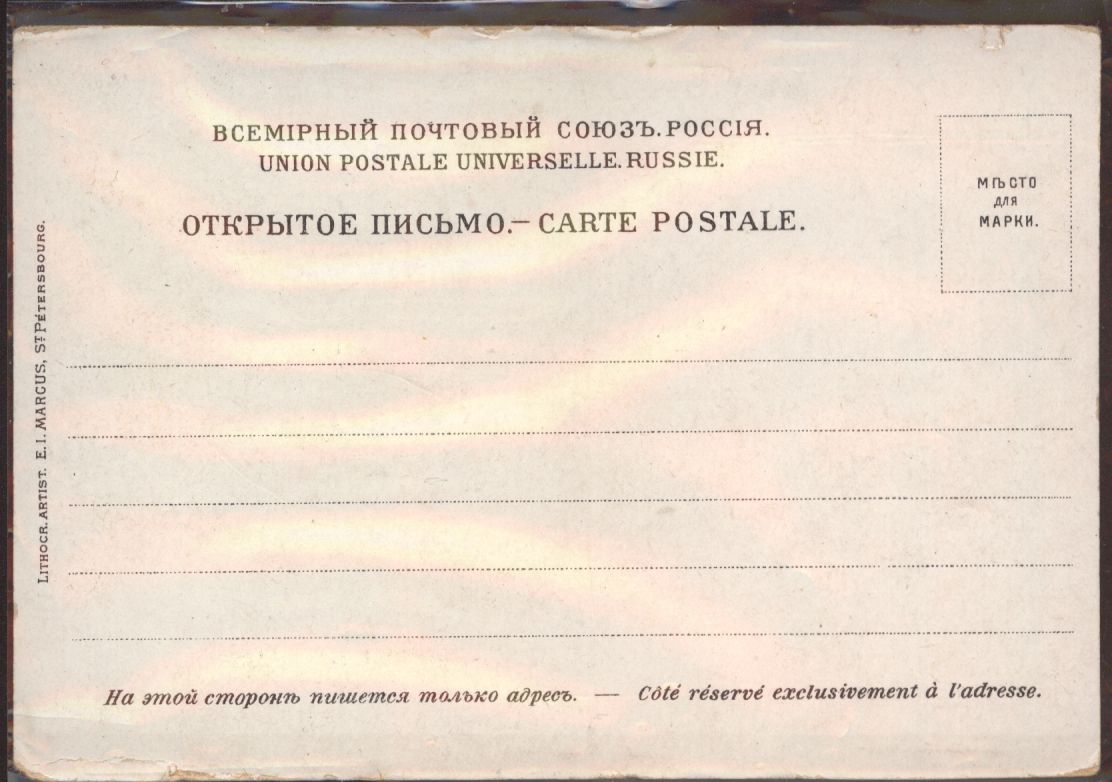 ВСЕМІРНЫЙ ПОЧТОВЫЙ СОЮЗЪ. РОССІЯ.
UNION POSTALE UNIVERSELLE. RUSSIE.
ОТКРЫТОЕ ПИСЬМО.— CARTE POSTALE.
МѢСТО
ДЛЯ
МАРКИ.
LITHOGR. ARTIST. E. I. MARCUS, ST PÉTERSBOURG.
На этой сторонѣ пишется только адресъ. — Côté réservé exclusivement à l'adresse.